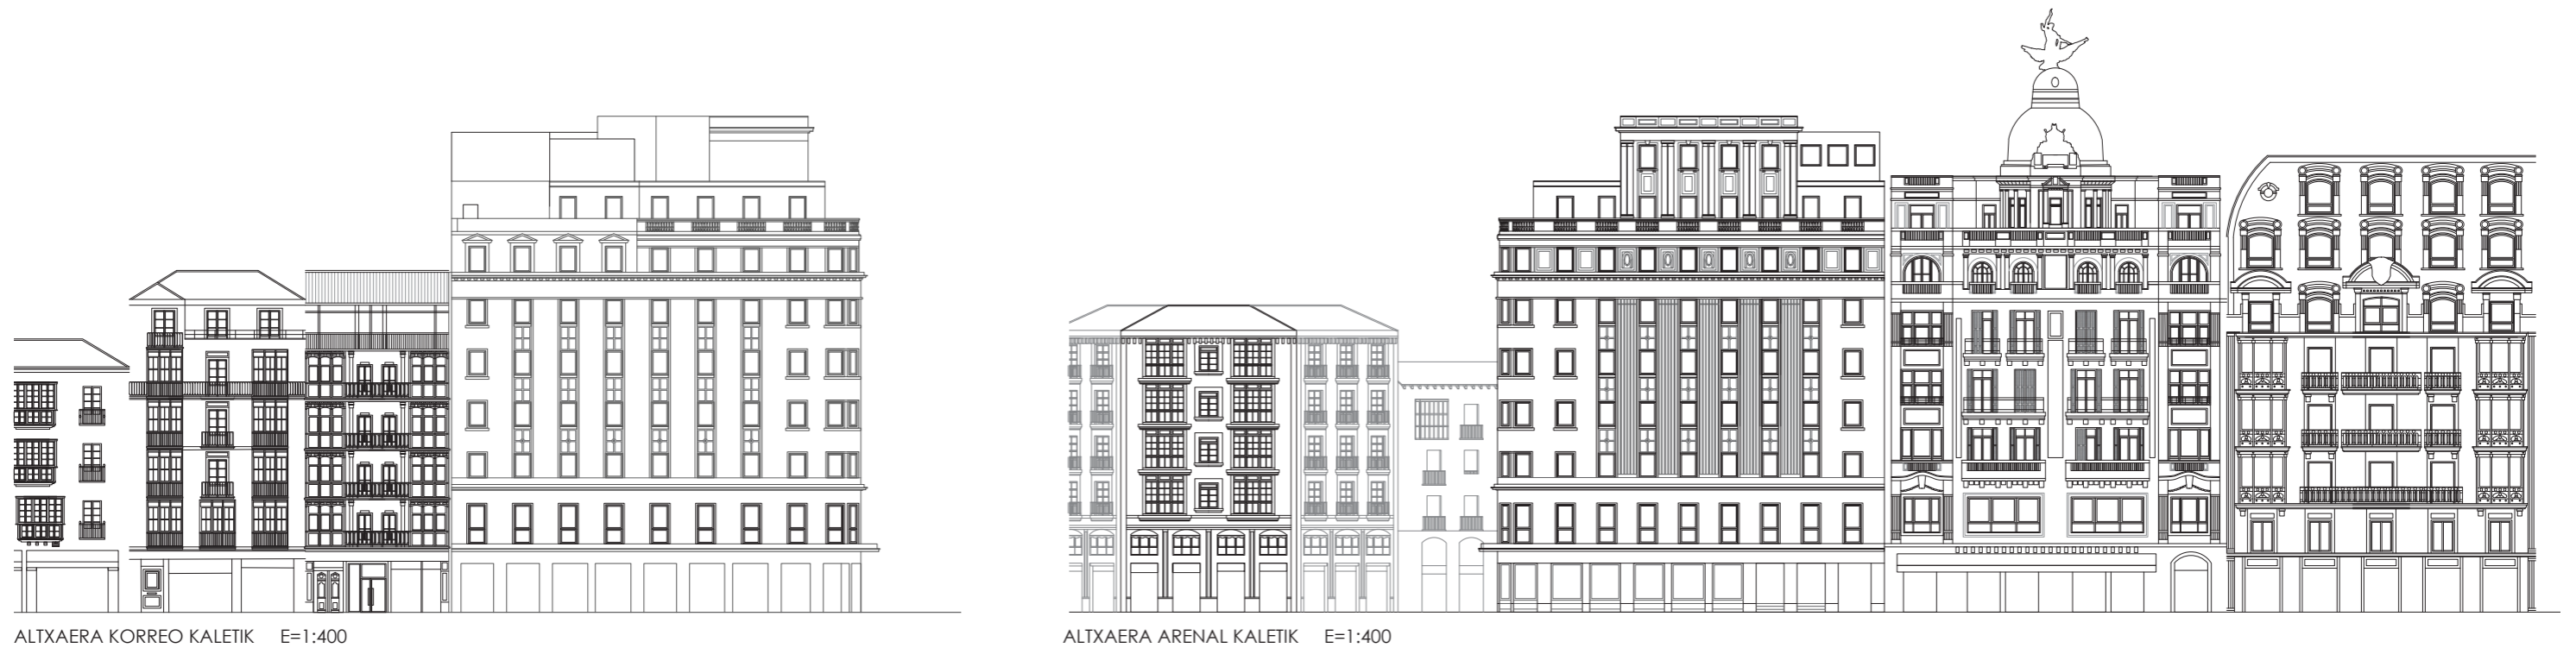 ALTXAERA KORREO KALETIK E=1:400
ALTXAERA ARENAL KALETIK E=1:400